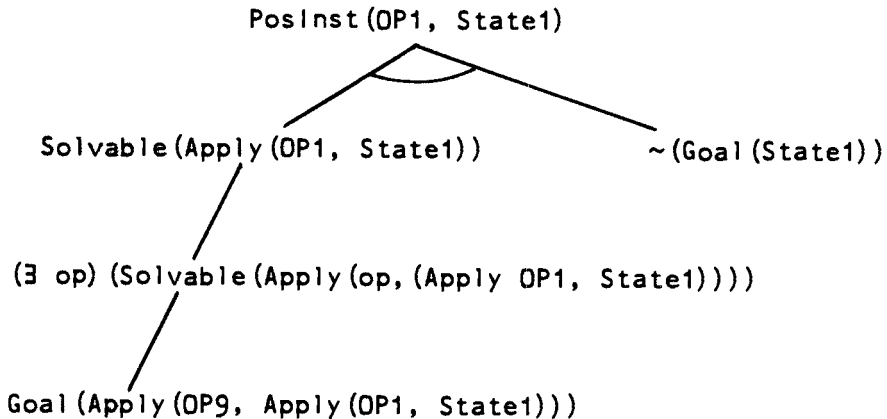 PosInst(OP1, State1)
Solvable(Apply(OP1, State1)) ~(Goal(State1))
(∃ op)(Solvable(Apply(op,(Apply OP1, State1))))
Goal(Apply(OP9, Apply(OP1, State1)))